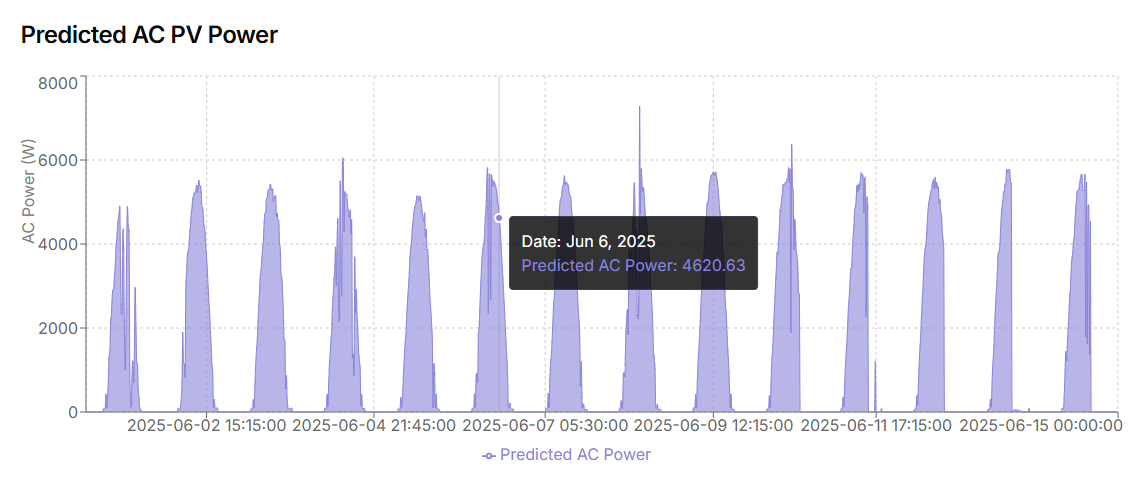 Predicted AC PV Power
8000
6000
4000
2000
0
AC Power (W)
Date: Jun 6, 2025
Predicted AC Power: 4620.63
2025-06-02 15:15:00 2025-06-04 21:45:00 2025-06-07 05:30:00 2025-06-09 12:15:00 2025-06-11 17:15:00 2025-06-15 00:00:00
Predicted AC Power